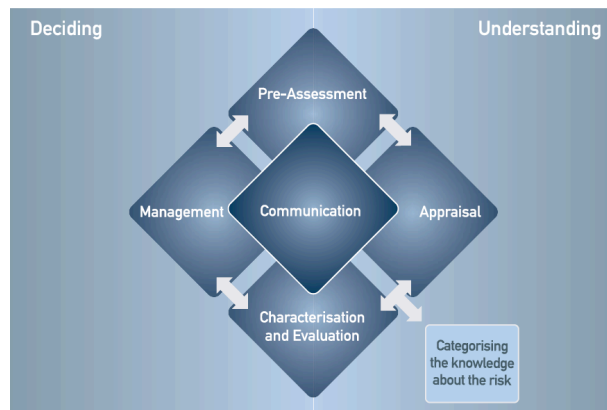 Deciding
Understanding
Pre-Assessment
Management
Communication
Appraisal
Characterisation
and Evaluation
Categorising
the knowledge
about the risk